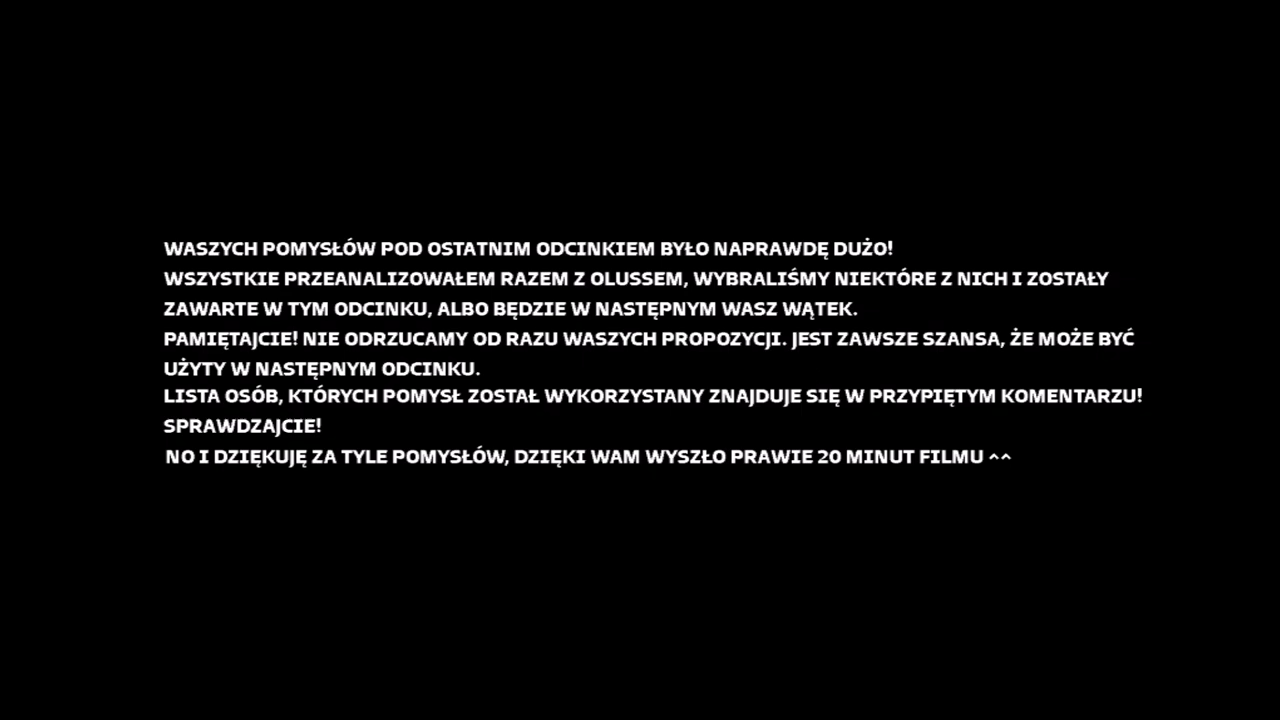 WASZYCH POMYSŁÓW POD OSTATNIM ODCINKIEM BYŁO NAPRAWDĘ DUŻO!
WSZYSTKIE PRZEANALIZOWAŁEM RAZEM Z OLUSSEM, WYBRALIŚMY NIEKTÓRE Z NICH I ZOSTAŁY
ZAWARTE W TYM ODCINKU, ALBO BĘDZIE W NASTĘPNYM WASZ WĄTEK.
PAMIĘTAJCIE! NIE ODRZUCAMY OD RAZU WASZYCH PROPOZYCJI. JEST ZAWSZE SZANSA, ŻE MOŻE BYĆ
UŻYTY W NASTĘPNYM ODCINKU.
LISTA OSÓB, KTÓRYCH POMYSŁ ZOSTAŁ WYKORZYSTANY ZNAJDUJE SIĘ W PRZYPIĘTYM KOMENTARZU!
SPRAWDZAJCIE!
NO I DZIĘKUJĘ ZA TYLE POMYSŁÓW, DZIĘKI WAM WYSZŁO PRAWIE 20 MINUT FILMU ^^